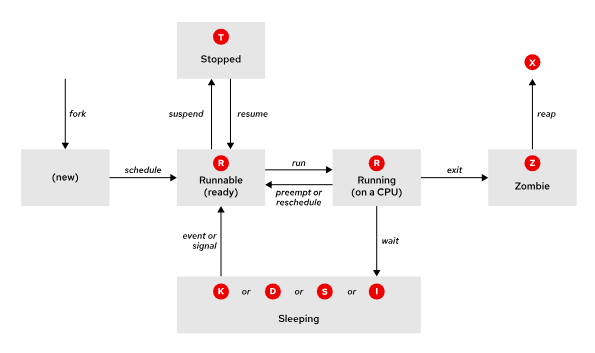 T
Stopped
X
fork
suspend
resume
reap
(new)
schedule
R
Runnable
(ready)
run
preempt or
reschedule
R
Running
(on a CPU)
exit
Z
Zombie
event or
signal
wait
K or D or S or I
Sleeping